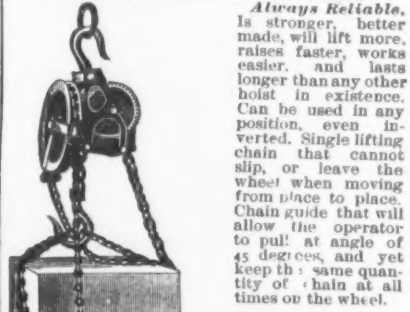 Always Reliable.
Is stronger, better
made, will lift more,
raises faster, works
easier, and lasts
longer than any other
hoist in existence.
Can be used in any
position, even in-
verted. Single lifting
chain that cannot
slip, or leave the
wheel when moving
from place to place.
Chain guide that will
allow the operator
to pull at angle of
45 degrees, and yet
keep the same quan-
tity of chain at all
times on the wheel.